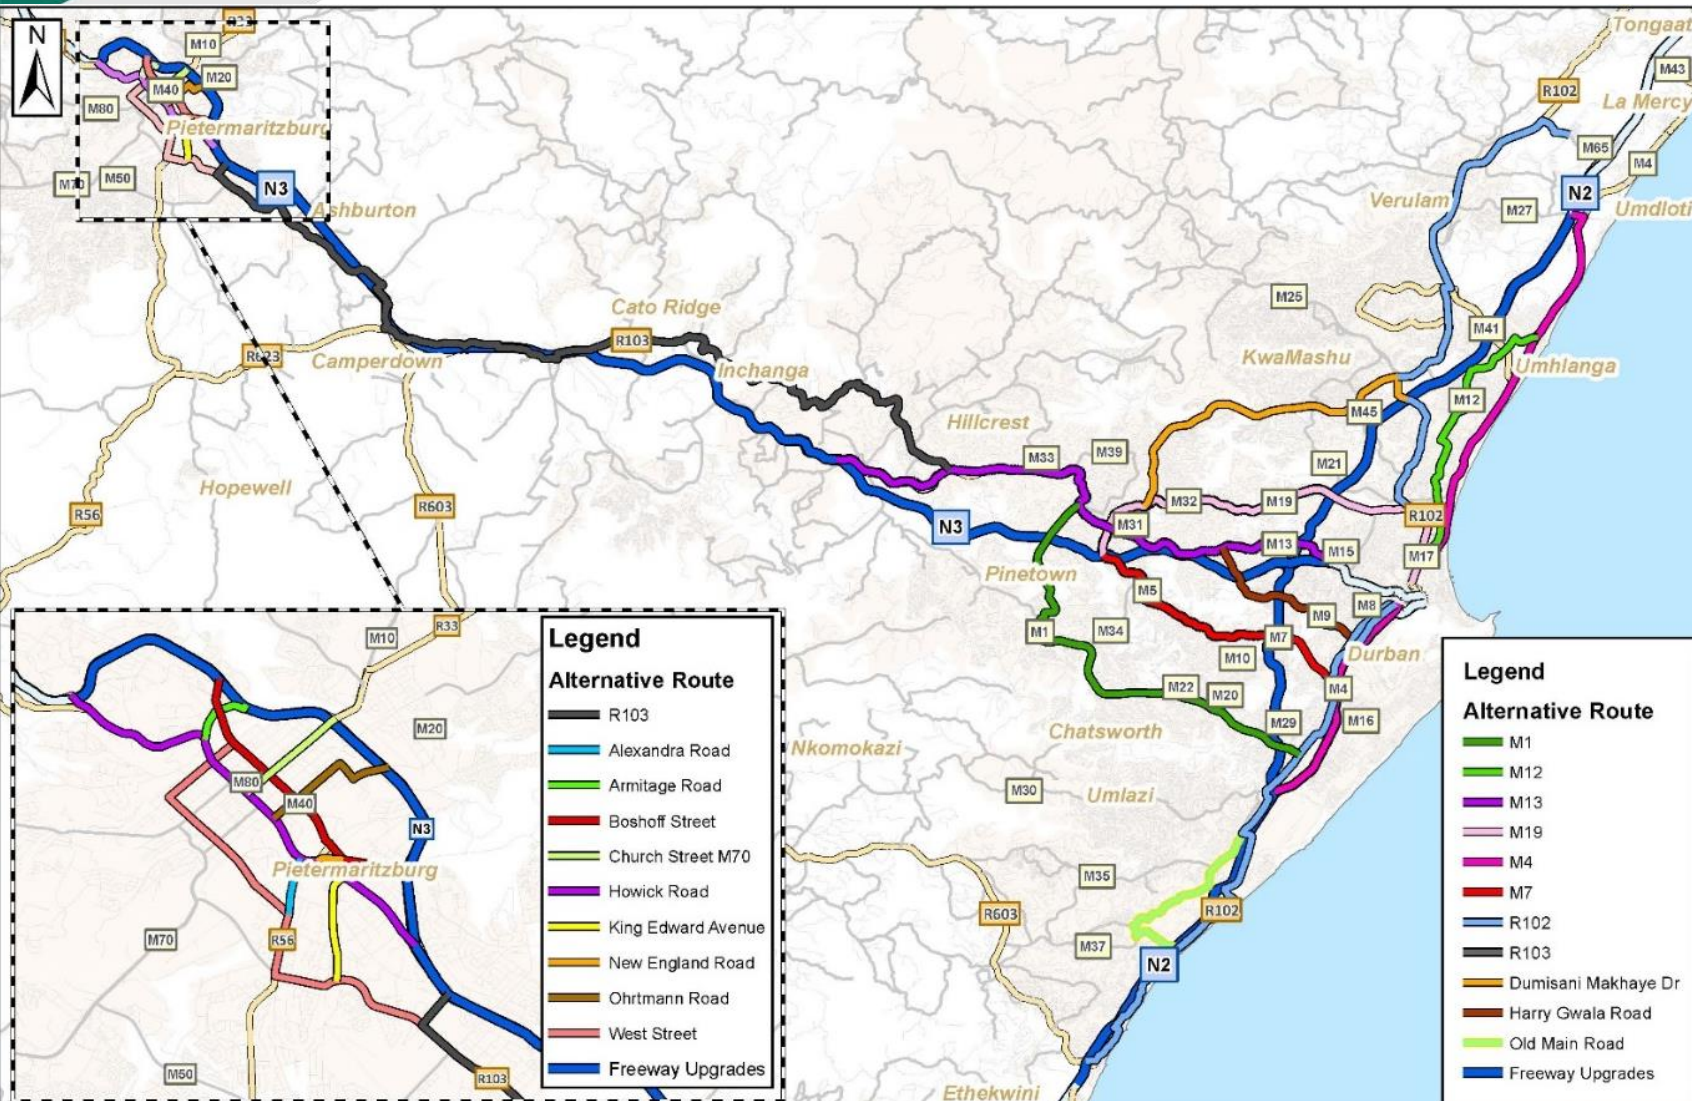 N
R33
M10
M20
M40
M80
Pietermaritzburg
M50
N3
Ashburton
Tongaat
M43
R102
La Mercy
M65
M4
N2
Umdloti
M27
Verulam
M25
M41
KwaMashu
Umhlanga
M12
M45
Cato Ridge
R103
Inchanga
R623
Camperdown
Hillcrest
M33
M39
M21
Hopewell
R56
R603
M32
M19
R102
M31
N3
M13
M15
M17
Pinetown
M5
M8
M9
M1
M34
M7
Durban
M10
M22
M20
M4
M29
M16
Chatsworth
Nkomokazi
M30
Umlazi
M35
R603
R102
M37
N2
Ethekwini
M10
R33
M20
M80
M40
N3
Pietermaritzburg
M70
R56
M50
R103
Legend
Alternative Route
R103
Alexandra Road
Armitage Road
Boshoff Street
Church Street M70
Howick Road
King Edward Avenue
New England Road
Ohrtmann Road
West Street
Freeway Upgrades
Legend
Alternative Route
M1
M12
M13
M19
M4
M7
R102
R103
Dumisani Makhaye Dr
Harry Gwala Road
Old Main Road
Freeway Upgrades